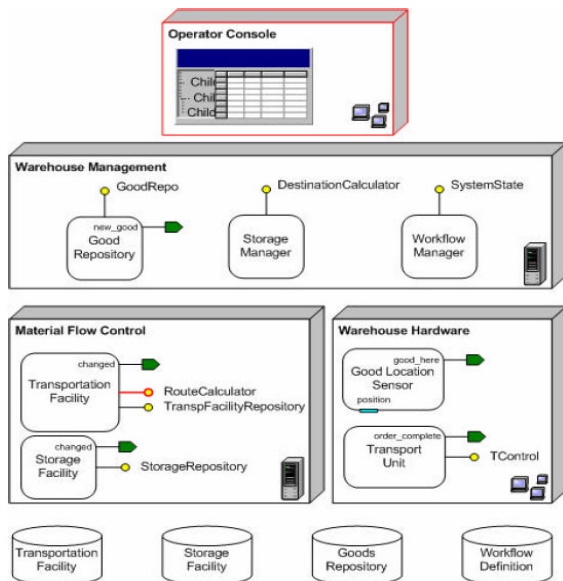 Operator Console
Child
Child
Child
Warehouse Management
GoodRepo
DestinationCalculator
SystemState
new_good
Good
Repository
Storage
Manager
Workflow
Manager
Material Flow Control
changed
Transportation
Facility
RouteCalculator
TranspFacilityRepository
changed
Storage
Facility
StorageRepository
Warehouse Hardware
good_here
Good Location
Sensor
position
order_complete
Transport
Unit
TControl
Transportation
Facility
Storage
Facility
Goods
Repository
Workflow
Definition